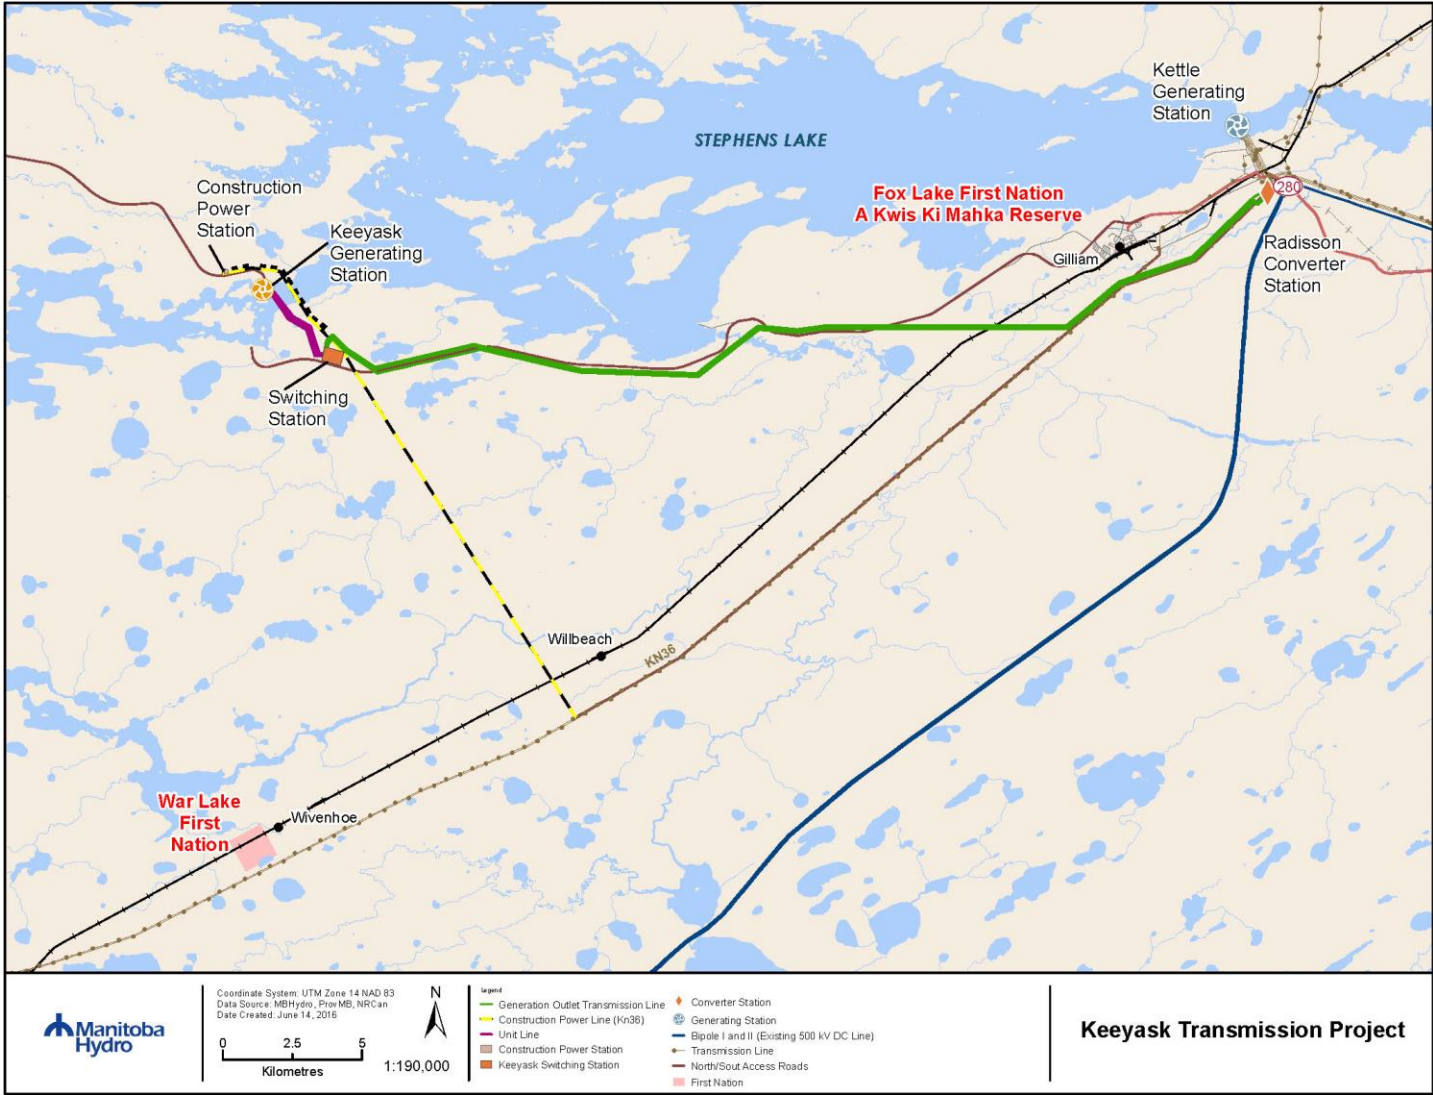 Kettle
Generating
Station
STEPHENS LAKE
Construction
Power
Station
Fox Lake First Nation
A Kwis Ki Mahka Reserve
280
Keeyask
Generating
Station
Gilliam
Radisson
Converter
Station
Switching
Station
Willbeach
KN36
War Lake
First
Nation
Wivenhoe
Manitoba
Hydro
Coordinate System: UTM Zone 14 NAD 83
Data Source: MBHydro, ProvMB, NRCan
Date Created: June 14, 2016
0 2.5 5
Kilometres
N
1:190,000
Legend
Generation Outlet Transmission Line
Construction Power Line (Kn36)
Unit Line
Construction Power Station
Keeyask Switching Station
Converter Station
Generating Station
Bipole I and II (Existing 500 kV DC Line)
Transmission Line
North/Sout Access Roads
First Nation
Keeyask Transmission Project